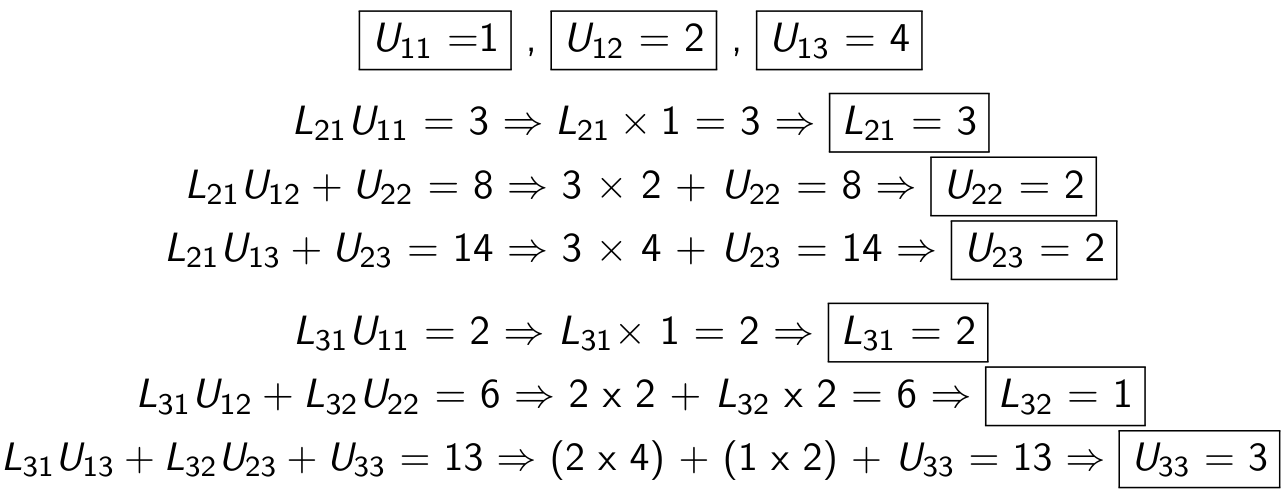 U₁₁ =1 , U₁₂ = 2 , U₁₃ = 4
L₂₁U₁₁ = 3 ⇒ L₂₁ × 1 = 3 ⇒ L₂₁ = 3
L₂₁U₁₂ + U₂₂ = 8 ⇒ 3 × 2 + U₂₂ = 8 ⇒ U₂₂ = 2
L₂₁U₁₃ + U₂₃ = 14 ⇒ 3 × 4 + U₂₃ = 14 ⇒ U₂₃ = 2
L₃₁U₁₁ = 2 ⇒ L₃₁× 1 = 2 ⇒ L₃₁ = 2
L₃₁U₁₂ + L₃₂U₂₂ = 6 ⇒ 2 x 2 + L₃₂ x 2 = 6 ⇒ L₃₂ = 1
L₃₁U₁₃ + L₃₂U₂₃ + U₃₃ = 13 ⇒ (2 x 4) + (1 x 2) + U₃₃ = 13 ⇒ U₃₃ = 3